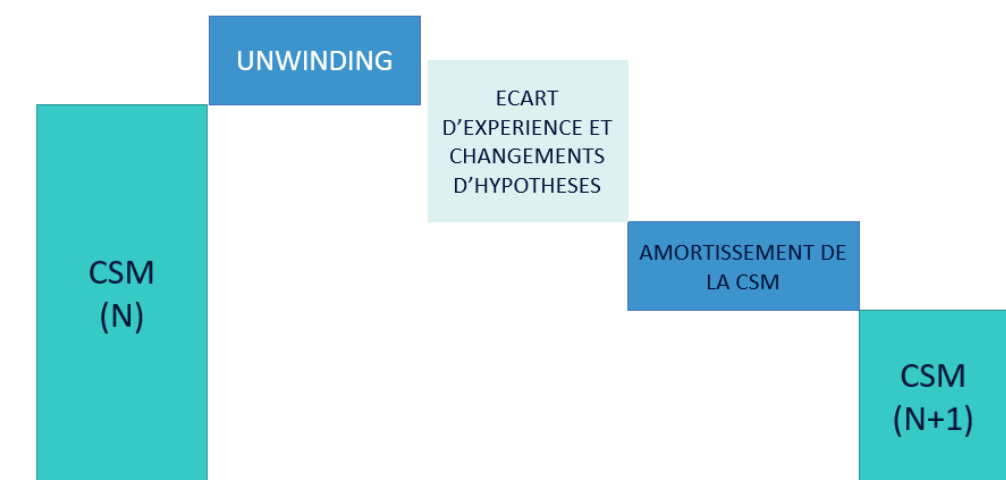 CSM
(N)
UNWINDING
ECART
D'EXPERIENCE ET
CHANGEMENTS
D'HYPOTHESES
AMORTISSEMENT DE
LA CSM
CSM
(N+1)